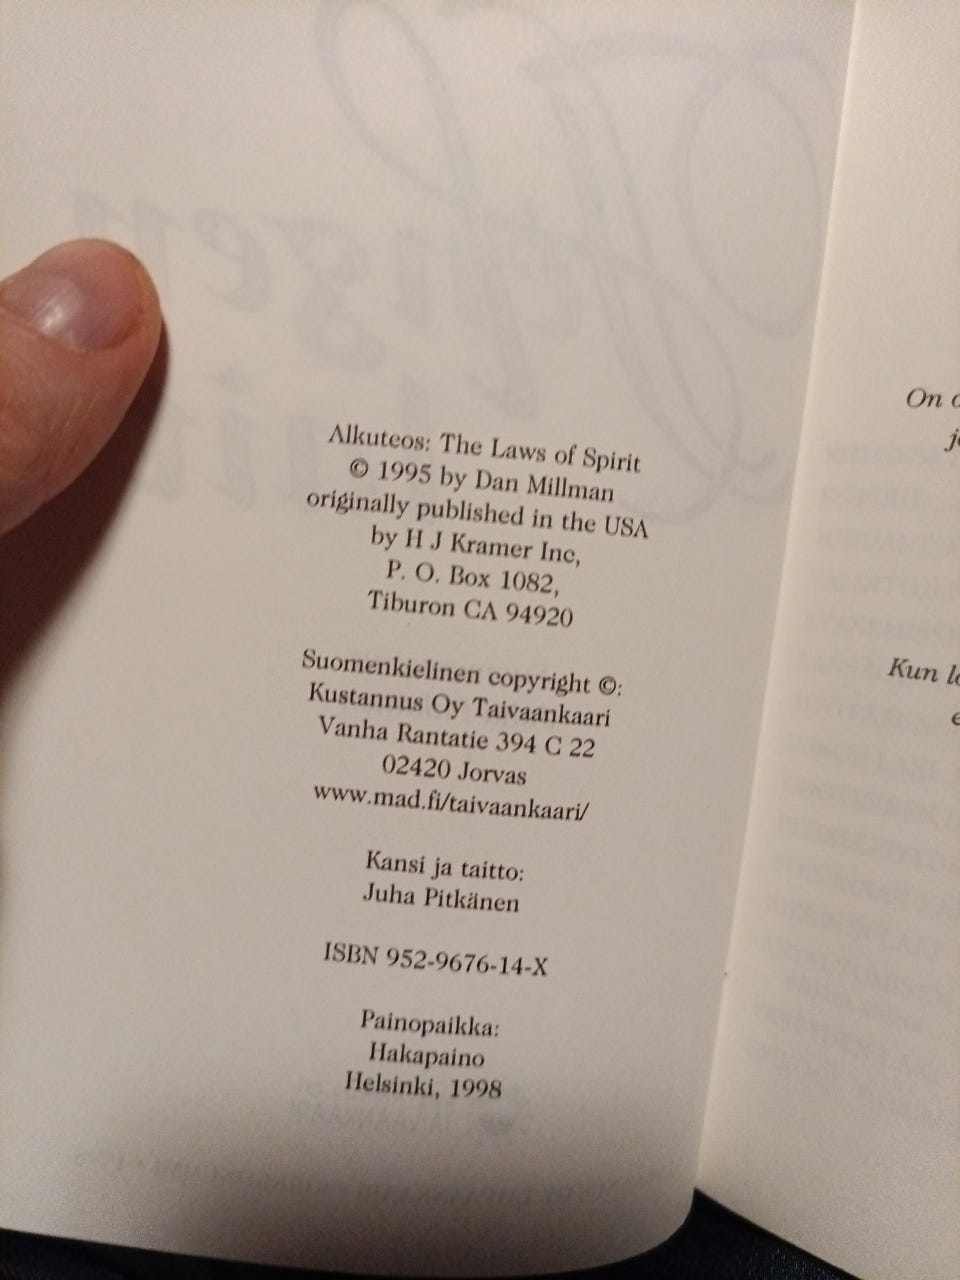 Alkuteos: The Laws of Spirit
© 1995 by Dan Millman
originally published in the USA
by H J Kramer Inc,
P. O. Box 1082,
Tiburon CA 94920
Suomenkielinen copyright ©:
Kustannus Oy Taivaankaari
Vanha Rantatie 394 C 22
02420 Jorvas
www.mad.fi/taivaankaari/
Kansi ja taitto:
Juha Pitkänen
ISBN 952-9676-14-X
Painopaikka:
Hakapaino
Helsinki, 1998
On
Kun